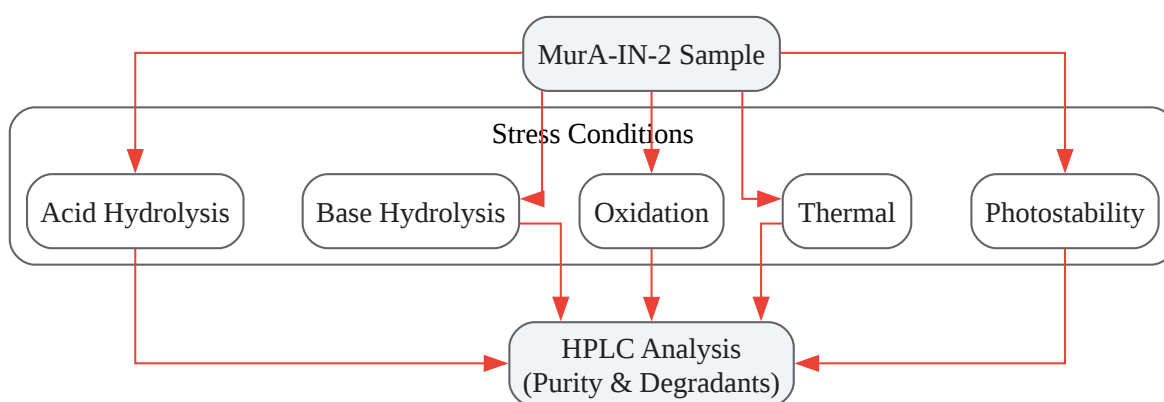 MurA-IN-2 Sample
Stress Conditions
Acid Hydrolysis
Base Hydrolysis
Oxidation
Thermal
Photostability
HPLC Analysis
(Purity & Degradants)